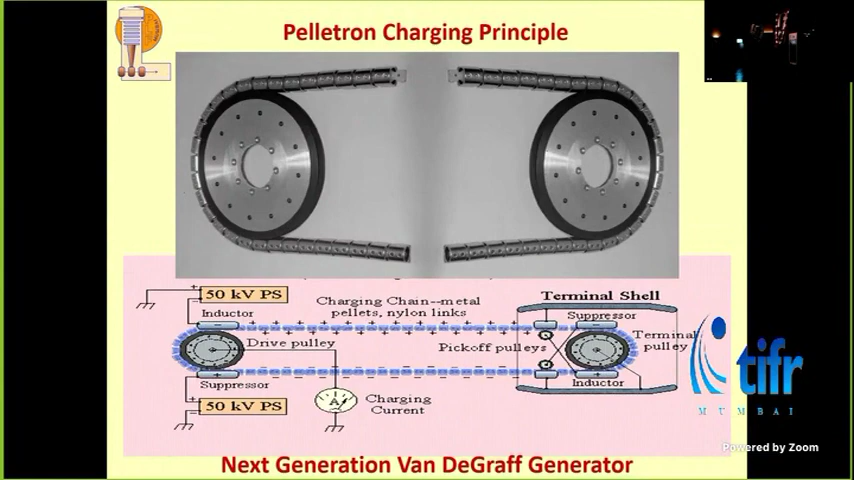 Pelletron Charging Principle
50 kV PS
Inductor
Charging Chain--metal
pellets, nylon links
Terminal Shell
Suppressor
Drive pulley
Pickoff pulleys
Terminal
pulley
Suppressor
Inductor
50 kV PS
A
Charging
Current
tifr
MUMBAI
Powered by Zoom
Next Generation Van DeGraff Generator